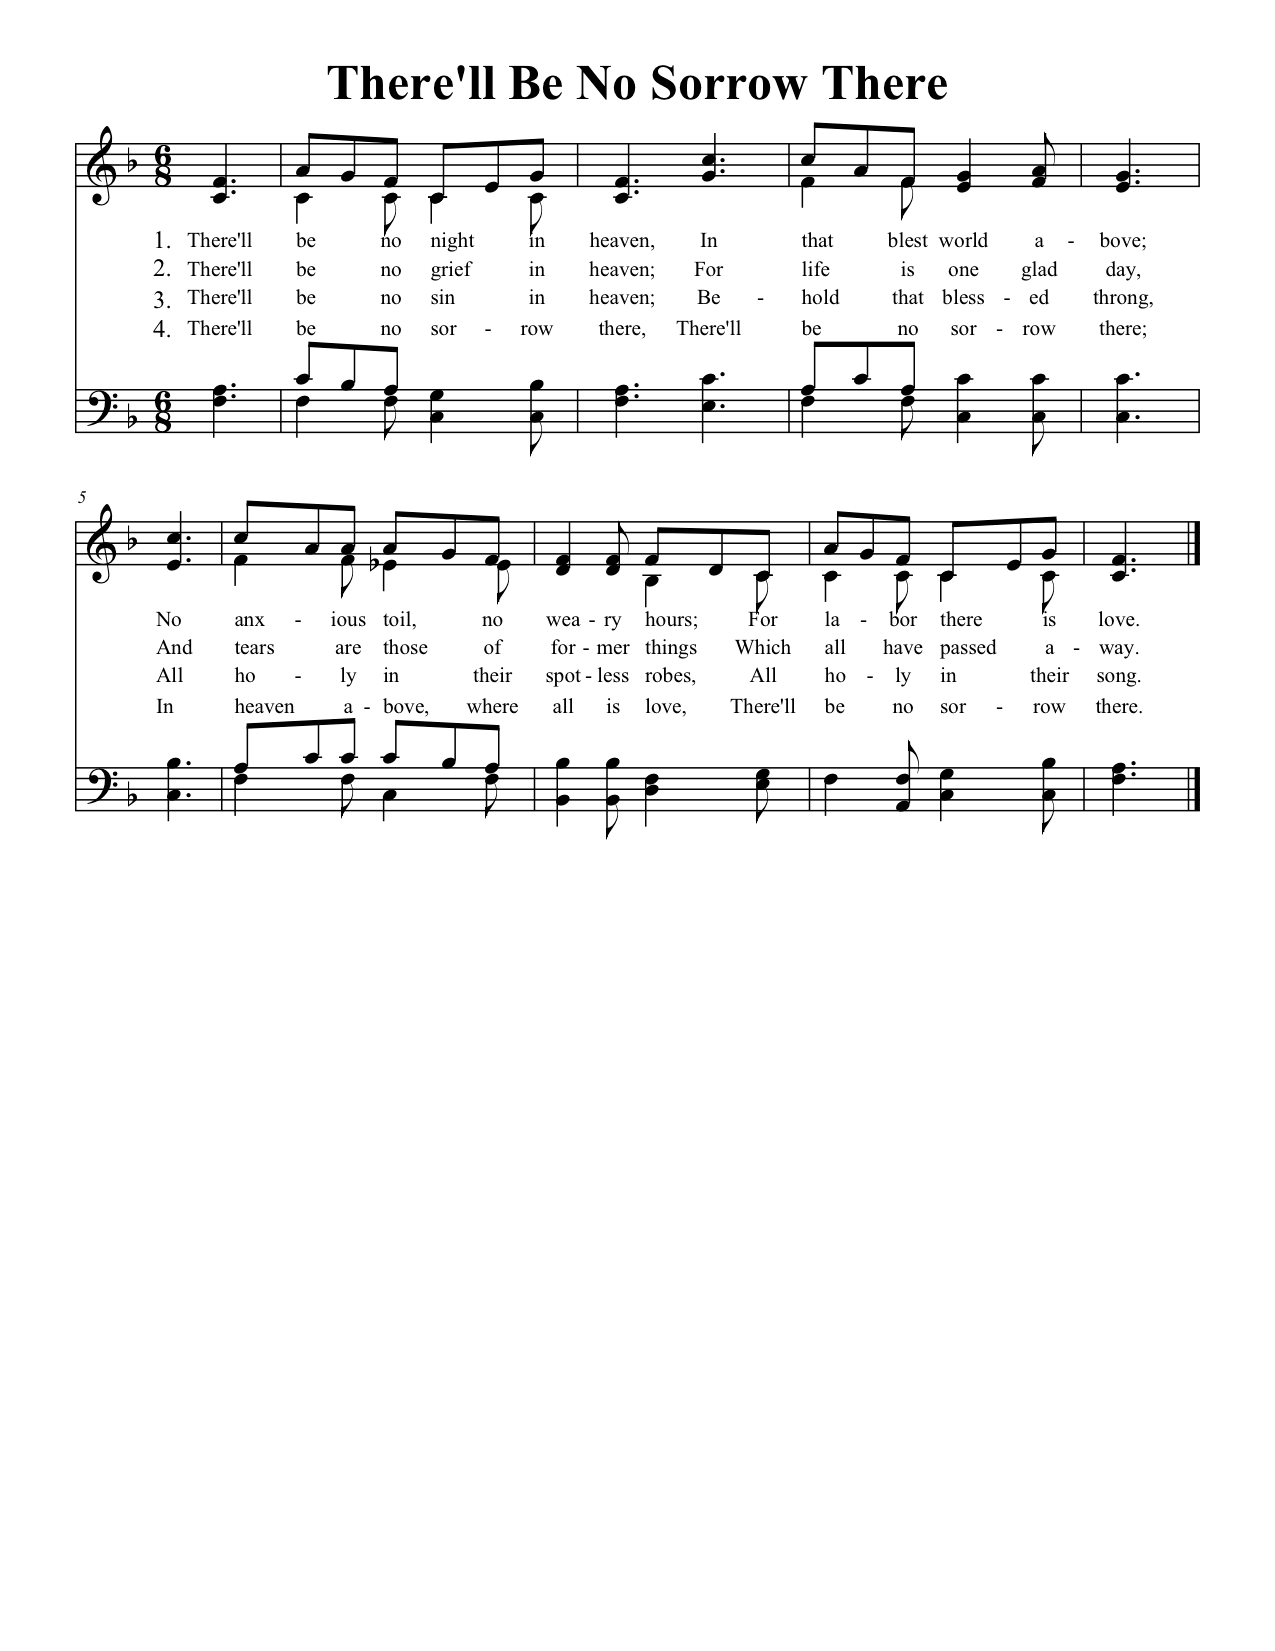 There'll Be No Sorrow There
6
8
1. There'll be no night in heaven, In that blest world a - bove;
2. There'll be no grief in heaven; For life is one glad day,
3. There'll be no sin in heaven; Be - hold that bless - ed throng,
4. There'll be no sor - row there, There'll be no sor - row there;
6
8
5
No anx - ious toil, no wea - ry hours; For la - bor there is love.
And tears are those of for - mer things Which all have passed a - way.
All ho - ly in their spot - less robes, All ho - ly in their song.
In heaven a - bove, where all is love, There'll be no sor - row there.